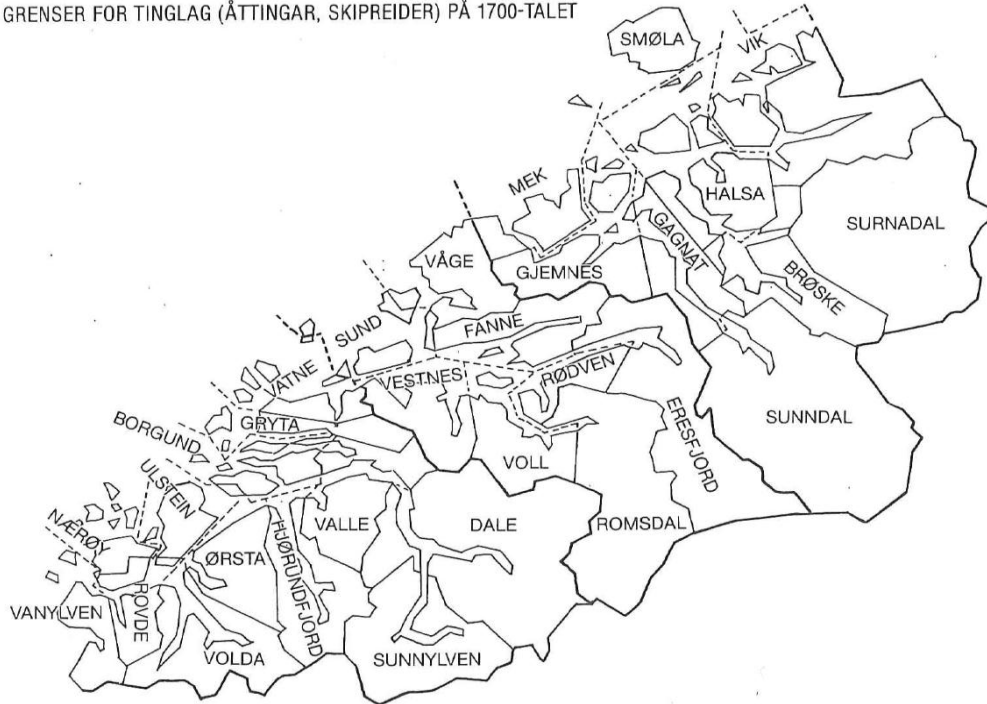 GRENSER FOR TINGLAG (ÅTTINGAR, SKIPREIDER) PÅ 1700-TALET
SMØLA
VIK
MEK
HALSA
SURNADAL
GAGNAT
VÅGE
GJEMNES
BRØSKE
SUND
FANNE
VATNE
VESTNES
RØDVEN
GRYTA
SUNNDAL
BORGUND
VOLL
ERESFJORD
ULSTEIN
VALLE
DALE
ROMSDAL
NÆRØY
ØRSTA
HJØRUNDFJORD
VANYLVEN
ROVDE
VOLDA
SUNNYLVEN